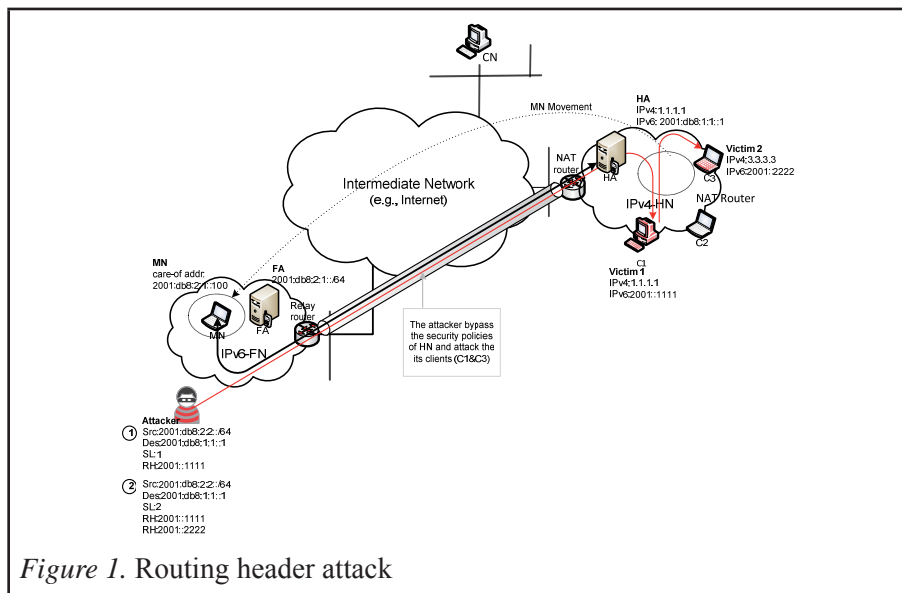 CN
MN Movement
HA
IPv4:1.1.1.1
IPv6: 2001:db8:1:1::1
Victim 2
IPv4:3.3.3.3
IPv6:2001::2222
NAT
router
HA
C3
Intermediate Network
(e.g., Internet)
IPv4-HN
NAT Router
C2
C1
Victim 1
IPv4:1.1.1.1
IPv6:2001::1111
MN
care-of addr:
2001:db8:2:1::100
FA
2001:db8:2:1::/64
Relay
router
MN
FA
IPv6-FN
The attacker bypass
the security policies
of HN and attack the
its clients (C1&C3)
Attacker
1 Src:2001:db8:2:2::/64
Des:2001:db8:1:1::1
SL:1
RH:2001::1111
2 Src:2001:db8:2:2::/64
Des:2001:db8:1:1::1
SL:2
RH:2001::1111
RH:2001::2222
Figure 1. Routing header attack